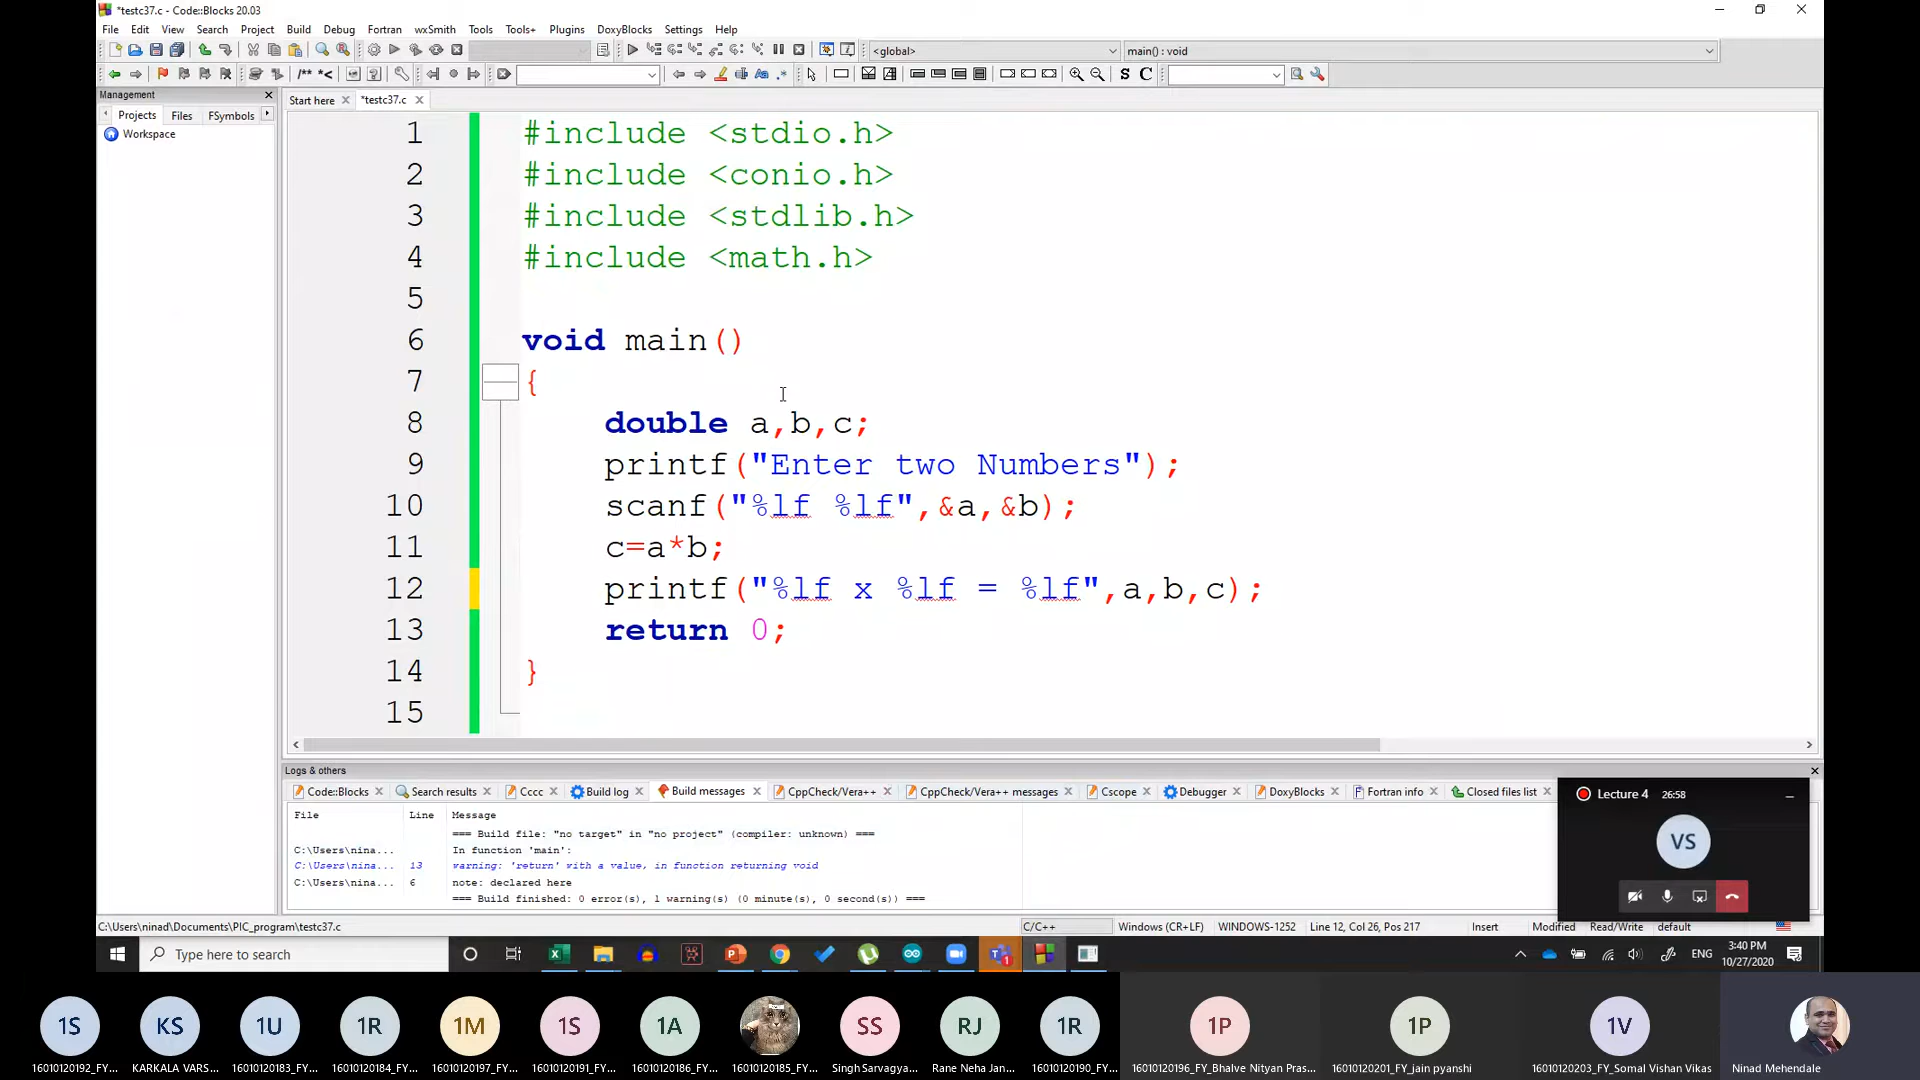 *testc37.c - Code::Blocks 20.03
File Edit View Search Project Build Debug Fortran wxSmith Tools Tools+ Plugins DoxyBlocks Settings Help
<global> main() : void
/** *< Aa .* S C
Management
Projects Files FSymbols
Workspace
Start here *testc37.c
1 #include <stdio.h>
2 #include <conio.h>
3 #include <stdlib.h>
4 #include <math.h>
5
6 void main()
7 {
8 double a,b,c;
9 printf("Enter two Numbers");
10 scanf("%lf %lf",&a,&b);
11 c=a*b;
12 printf("%lf x %lf = %lf",a,b,c);
13 return 0;
14 }
15
Logs & others
Code::Blocks Search results Cccc Build log Build messages CppCheck/Vera++ CppCheck/Vera++ messages Cscope Debugger DoxyBlocks Fortran info Closed files list
File Line Message
=== Build file: "no target" in "no project" (compiler: unknown) ===
C:\Users\nina... In function 'main':
C:\Users\nina... 13 warning: 'return' with a value, in function returning void
C:\Users\nina... 6 note: declared here
=== Build finished: 0 error(s), 1 warning(s) (0 minute(s), 0 second(s)) ===
Lecture 4 26:58
VS
C:\Users\ninad\Documents\PIC_program\testc37.c C/C++ Windows (CR+LF) WINDOWS-1252 Line 12, Col 26, Pos 217 Insert Modified Read/Write default
Type here to search ENG 3:40 PM
10/27/2020
1S KS 1U 1R 1M 1S 1A SS RJ 1R 1P 1P 1V
16010120192_FY... KARKALA VARS... 16010120183_FY... 16010120184_FY... 16010120197_FY... 16010120191_FY... 16010120186_FY... 16010120185_FY... Singh Sarvagya... Rane Neha Jan... 16010120190_FY... 16010120196_FY_Bhalve Nityan Pras... 16010120201_FY_jain pyanshi 16010120203_FY_Somal Vishan Vikas Ninad Mehendale